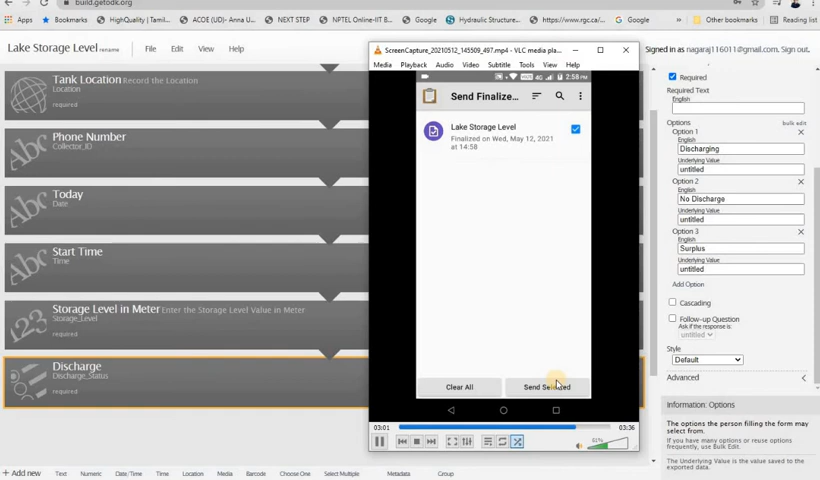 build.getodk.org
Apps
Bookmarks
HighQuality | Tamil...
ACOE (UD)- Anna U...
NEXT STEP
NPTEL Online-IIT B...
Google
Hydraulic Structure...
https://www.rgc.ca/...
Google
»
Other bookmarks
Reading list
Lake Storage Level rename
File
Edit
View
Help
Signed in as nagaraj116011@gmail.com. Sign out.
Tank Location Record the Location
Location
required
Phone Number
Collector_ID
Today
Date
Start Time
Time
Storage Level in Meter Enter the Storage Level Value in Meter
Storage_Level
required
Discharge
Discharge_Status
required
+ Add new
Text
Numeric
Date/Time
Time
Location
Media
Barcode
Choose One
Select Multiple
Metadata
Group
ScreenCapture_20210512_145509_497.mp4 - VLC media pla...
Media
Playback
Audio
Video
Subtitle
Tools
View
Help
4G
2:58 PM
Send Finalize...
Lake Storage Level
Finalized on Wed, May 12, 2021
at 14:58
Clear All
Send Selected
03:01
03:36
61%
Required
Required Text
English
Options
bulk edit
Option 1
English
Discharging
Underlying Value
untitled
Option 2
English
No Discharge
Underlying Value
untitled
Option 3
English
Surplus
Underlying Value
untitled
Add Option
Cascading
Follow-up Question
Ask if the response is:
untitled
Style
Default
Advanced
Information: Options
The options the person filling the form may
select from.
If you have many options or reuse options
frequently, use Bulk Edit.
The Underlying Value is the value saved to the
exported data.